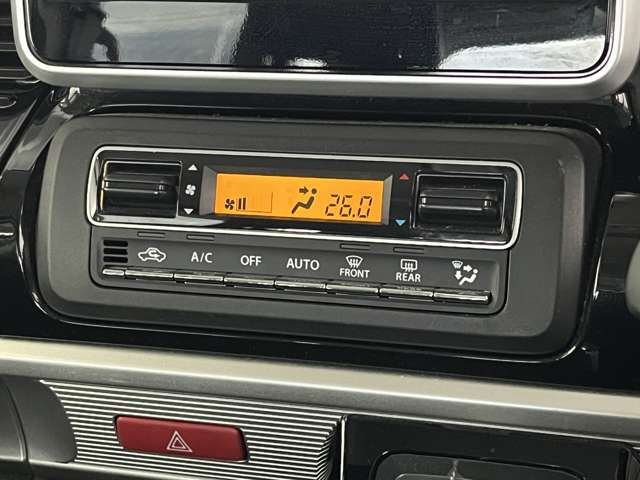 26.0
A/C OFF AUTO FRONT REAR